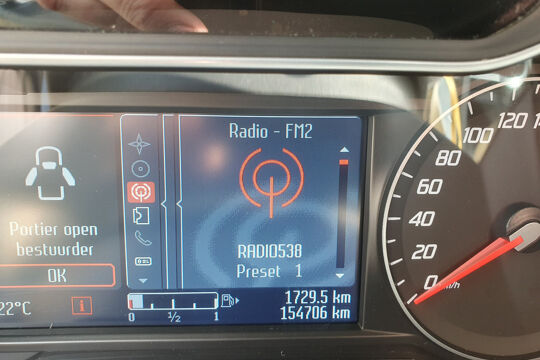 Radio - FM2
Portier open
bestuurder
OK
RADIO538
Preset 1
22°C
i
0 ½ 1
1729.5 km
154706 km
0
20
40
60
80
100
120
km/h